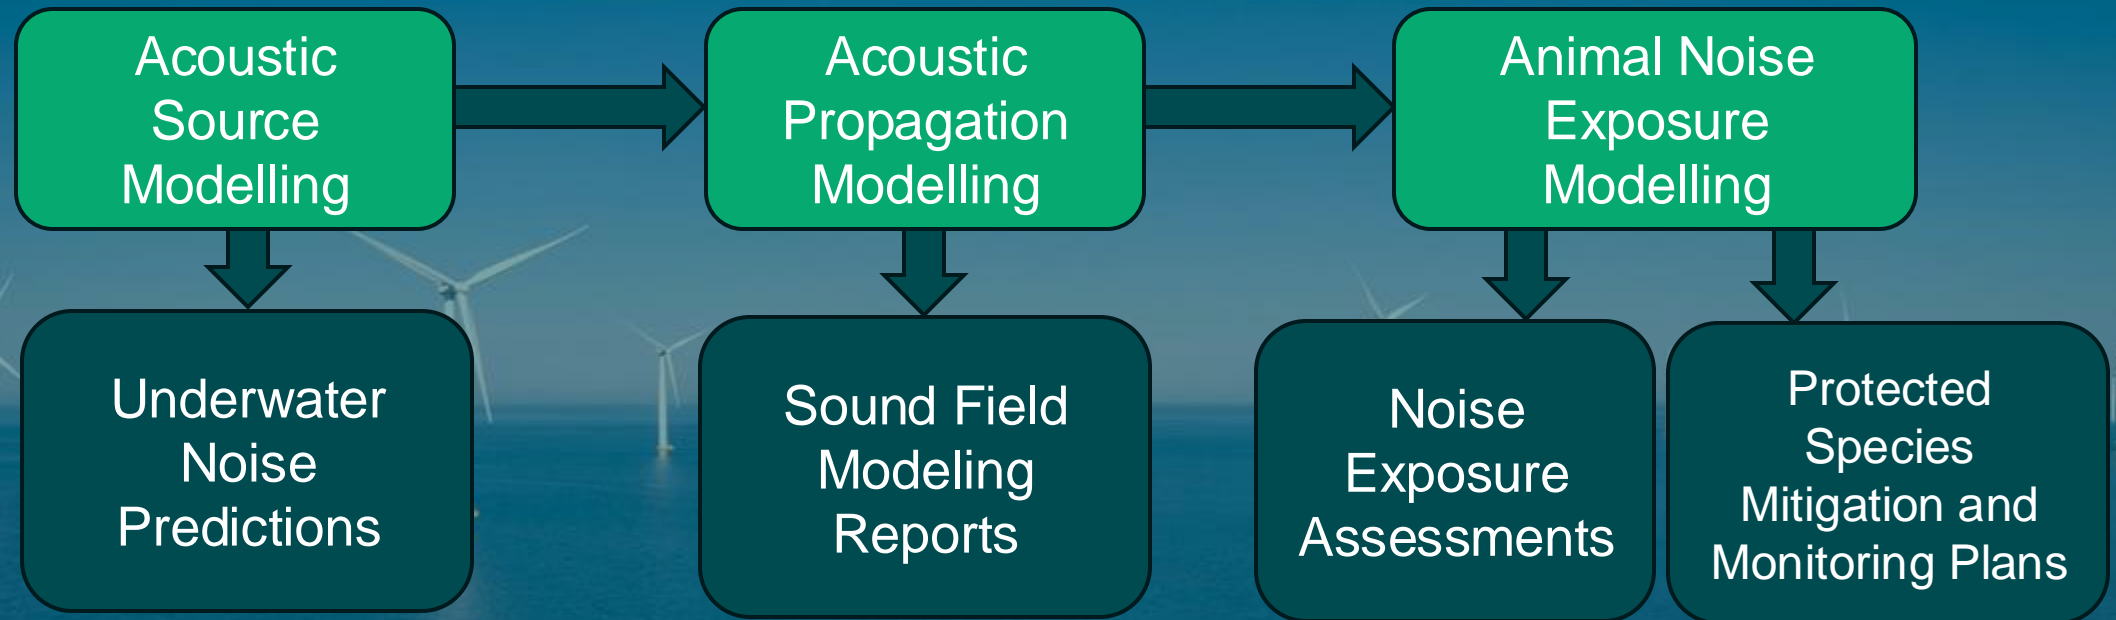 Acoustic
Source
Modelling
Acoustic
Propagation
Modelling
Animal Noise
Exposure
Modelling
Underwater
Noise
Predictions
Sound Field
Modeling
Reports
Noise
Exposure
Assessments
Protected
Species
Mitigation and
Monitoring Plans